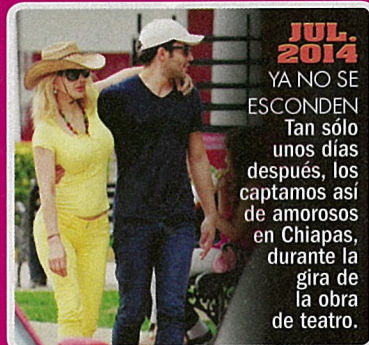 JUL.
2014
YA NO SE
ESCONDEN
Tan sólo
unos días
después, los
captamos así
de amorosos
en Chiapas,
durante la
gira de
la obra
de teatro.